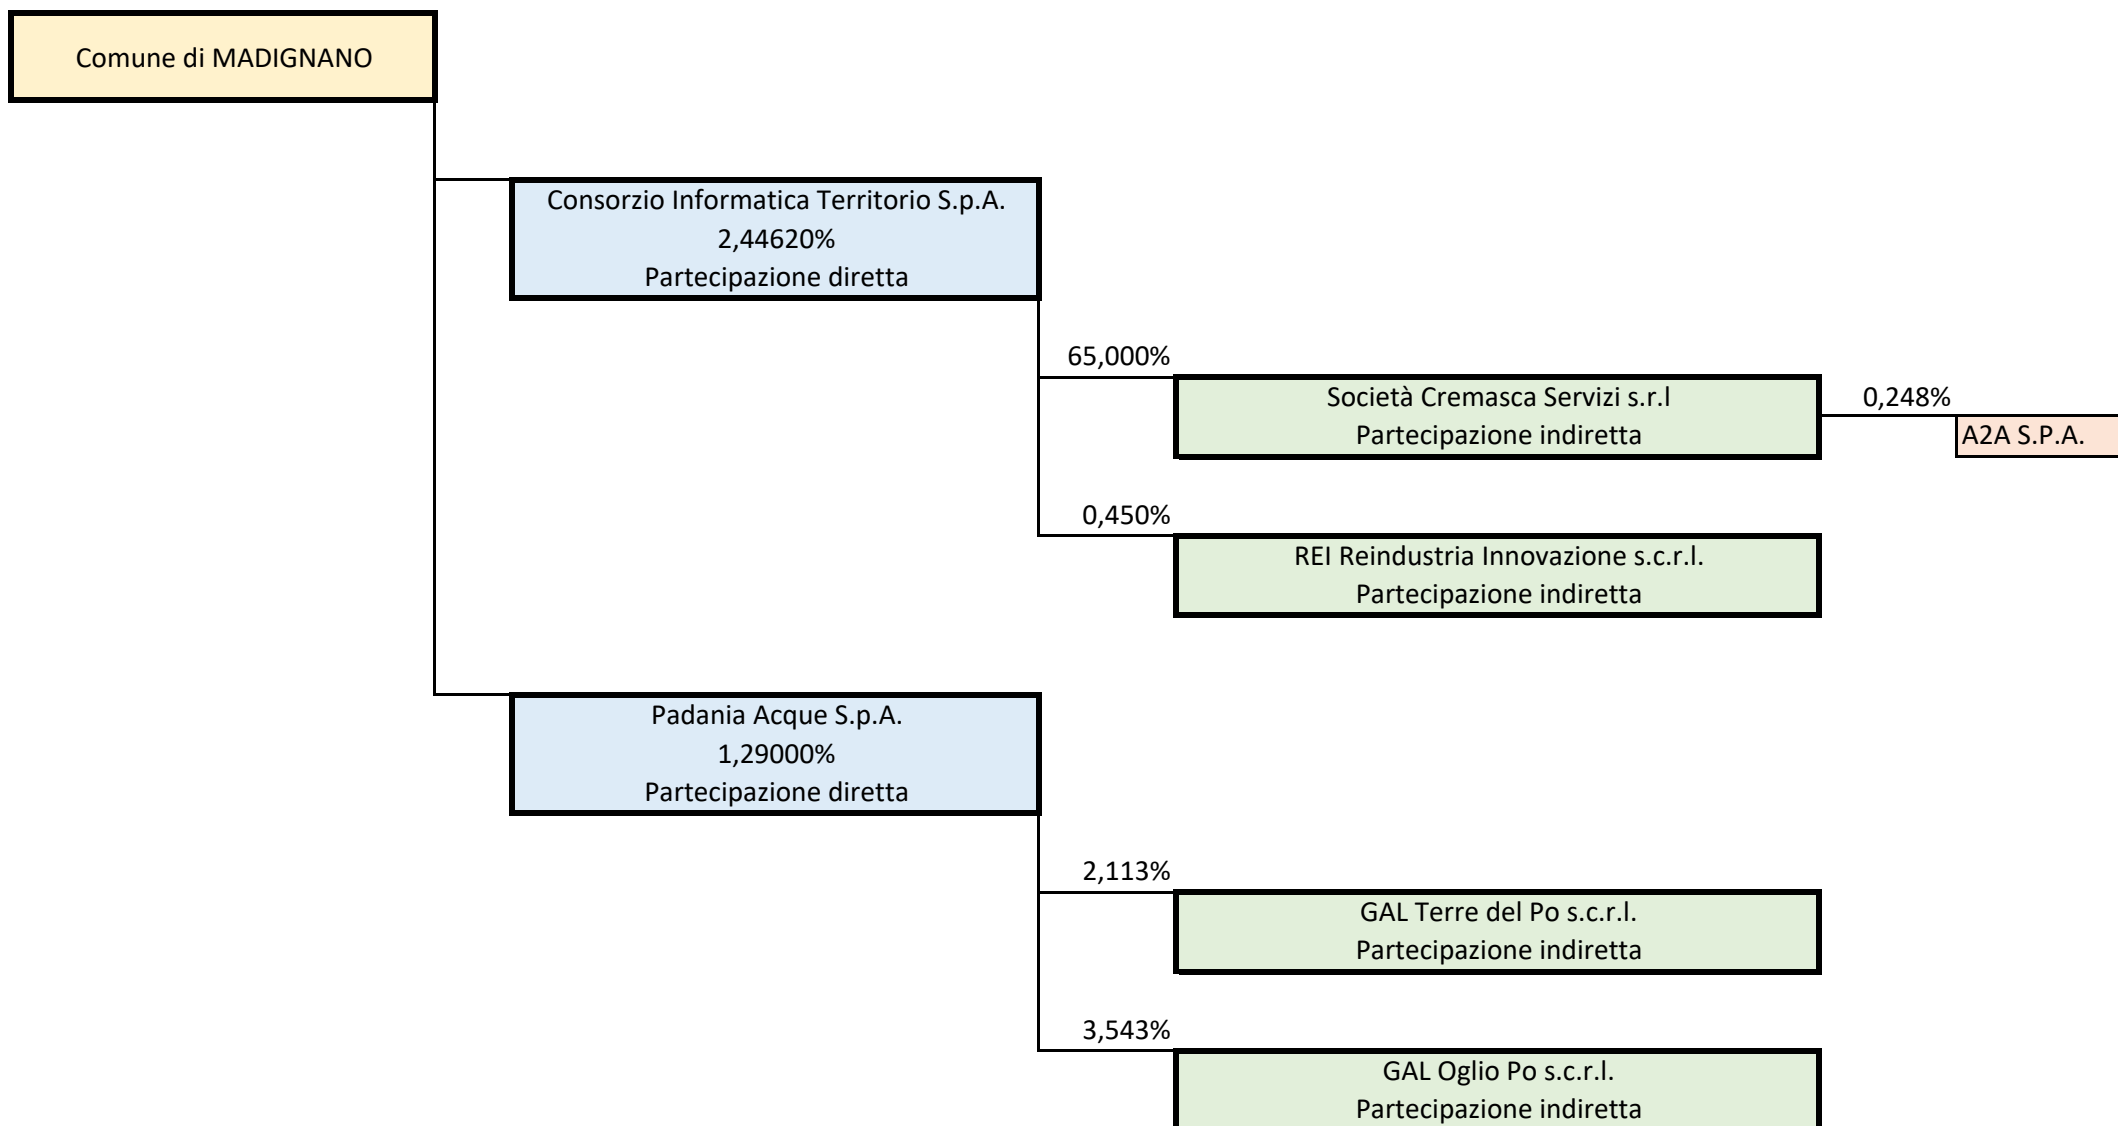 Comune di MADIGNANO
Consorzio Informatica Territorio S.p.A.
2,44620%
Partecipazione diretta
65,000%
Società Cremasca Servizi s.r.l
Partecipazione indiretta
0,248%
A2A S.P.A.
0,450%
REI Reindustria Innovazione s.c.r.l.
Partecipazione indiretta
Padania Acque S.p.A.
1,29000%
Partecipazione diretta
2,113%
GAL Terre del Po s.c.r.l.
Partecipazione indiretta
3,543%
GAL Oglio Po s.c.r.l.
Partecipazione indiretta